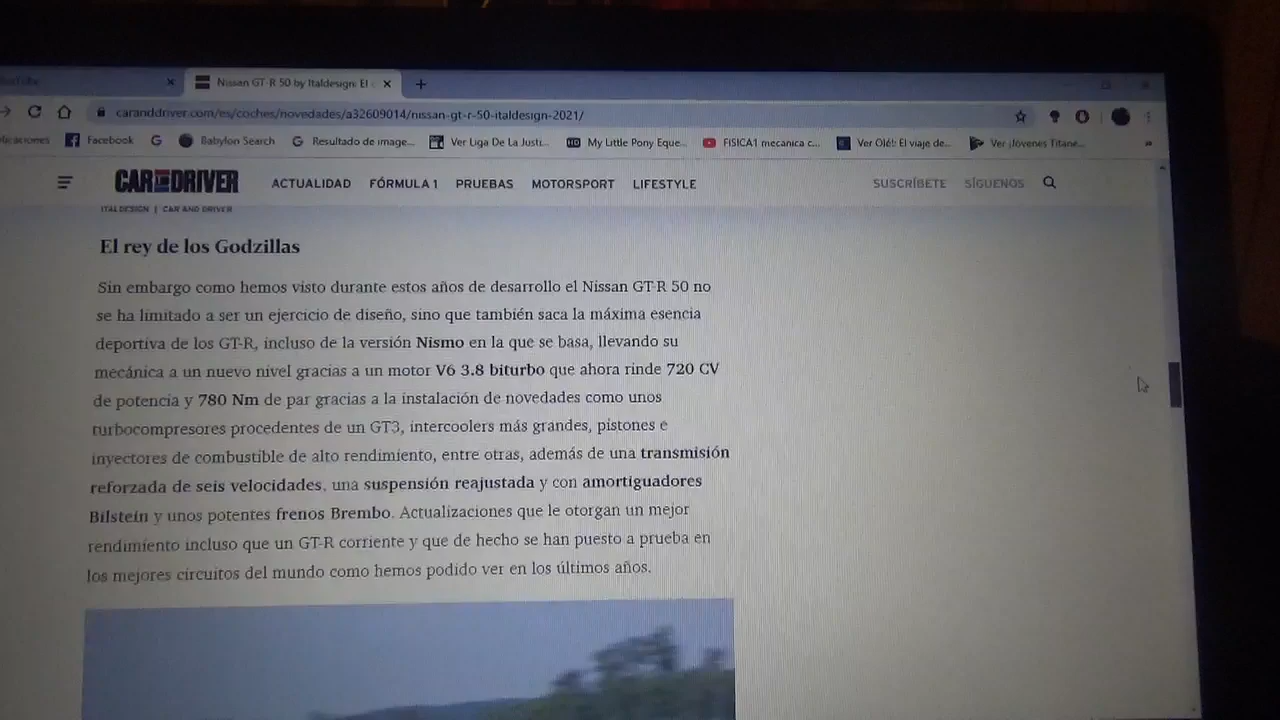 Nissan GT-R 50 by Italdesign: El
caranddriver.com/es/coches/novedades/a32609014/nissan-gt-r-50-italdesign-2021/
Facebook Babylon Search Resultado de image... Ver Liga De La Justi... My Little Pony Eque... FISICA1 mecanica c... Ver Olé!: El viaje de... Ver ¡Jóvenes Titane...
CAR AND DRIVER ACTUALIDAD FÓRMULA 1 PRUEBAS MOTORSPORT LIFESTYLE SUSCRÍBETE SÍGUENOS
ITALDESIGN | CAR AND DRIVER
El rey de los Godzillas
Sin embargo como hemos visto durante estos años de desarrollo el Nissan GT-R 50 no
se ha limitado a ser un ejercicio de diseño, sino que también saca la máxima esencia
deportiva de los GT-R, incluso de la versión Nismo en la que se basa, llevando su
mecánica a un nuevo nivel gracias a un motor V6 3.8 biturbo que ahora rinde 720 CV
de potencia y 780 Nm de par gracias a la instalación de novedades como unos
turbocompresores procedentes de un GT3, intercoolers más grandes, pistones e
inyectores de combustible de alto rendimiento, entre otras, además de una transmisión
reforzada de seis velocidades, una suspensión reajustada y con amortiguadores
Bilstein y unos potentes frenos Brembo. Actualizaciones que le otorgan un mejor
rendimiento incluso que un GT-R corriente y que de hecho se han puesto a prueba en
los mejores circuitos del mundo como hemos podido ver en los últimos años.